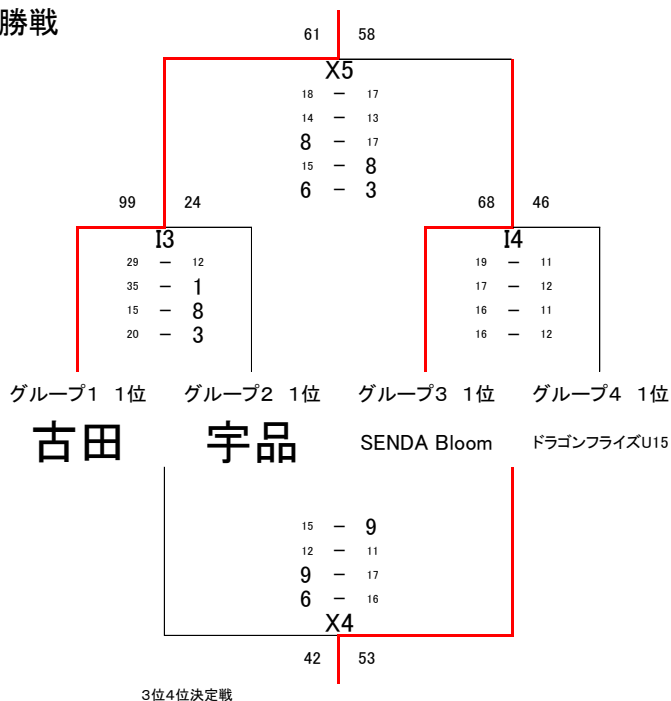 勝戦
61 58
X5
18 － 17
14 － 13
8 － 17
15 － 8
6 － 3
99 24 68 46
I3 I4
29 － 12 19 － 11
35 － 1 17 － 12
15 － 8 16 － 11
20 － 3 16 － 12
グループ1 1位 グループ2 1位 グループ3 1位 グループ4 1位
古田 宇品 SENDA Bloom ドラゴンフライズU15
15 － 9
12 － 11
9 － 17
6 － 16
X4
42 53
3位4位決定戦